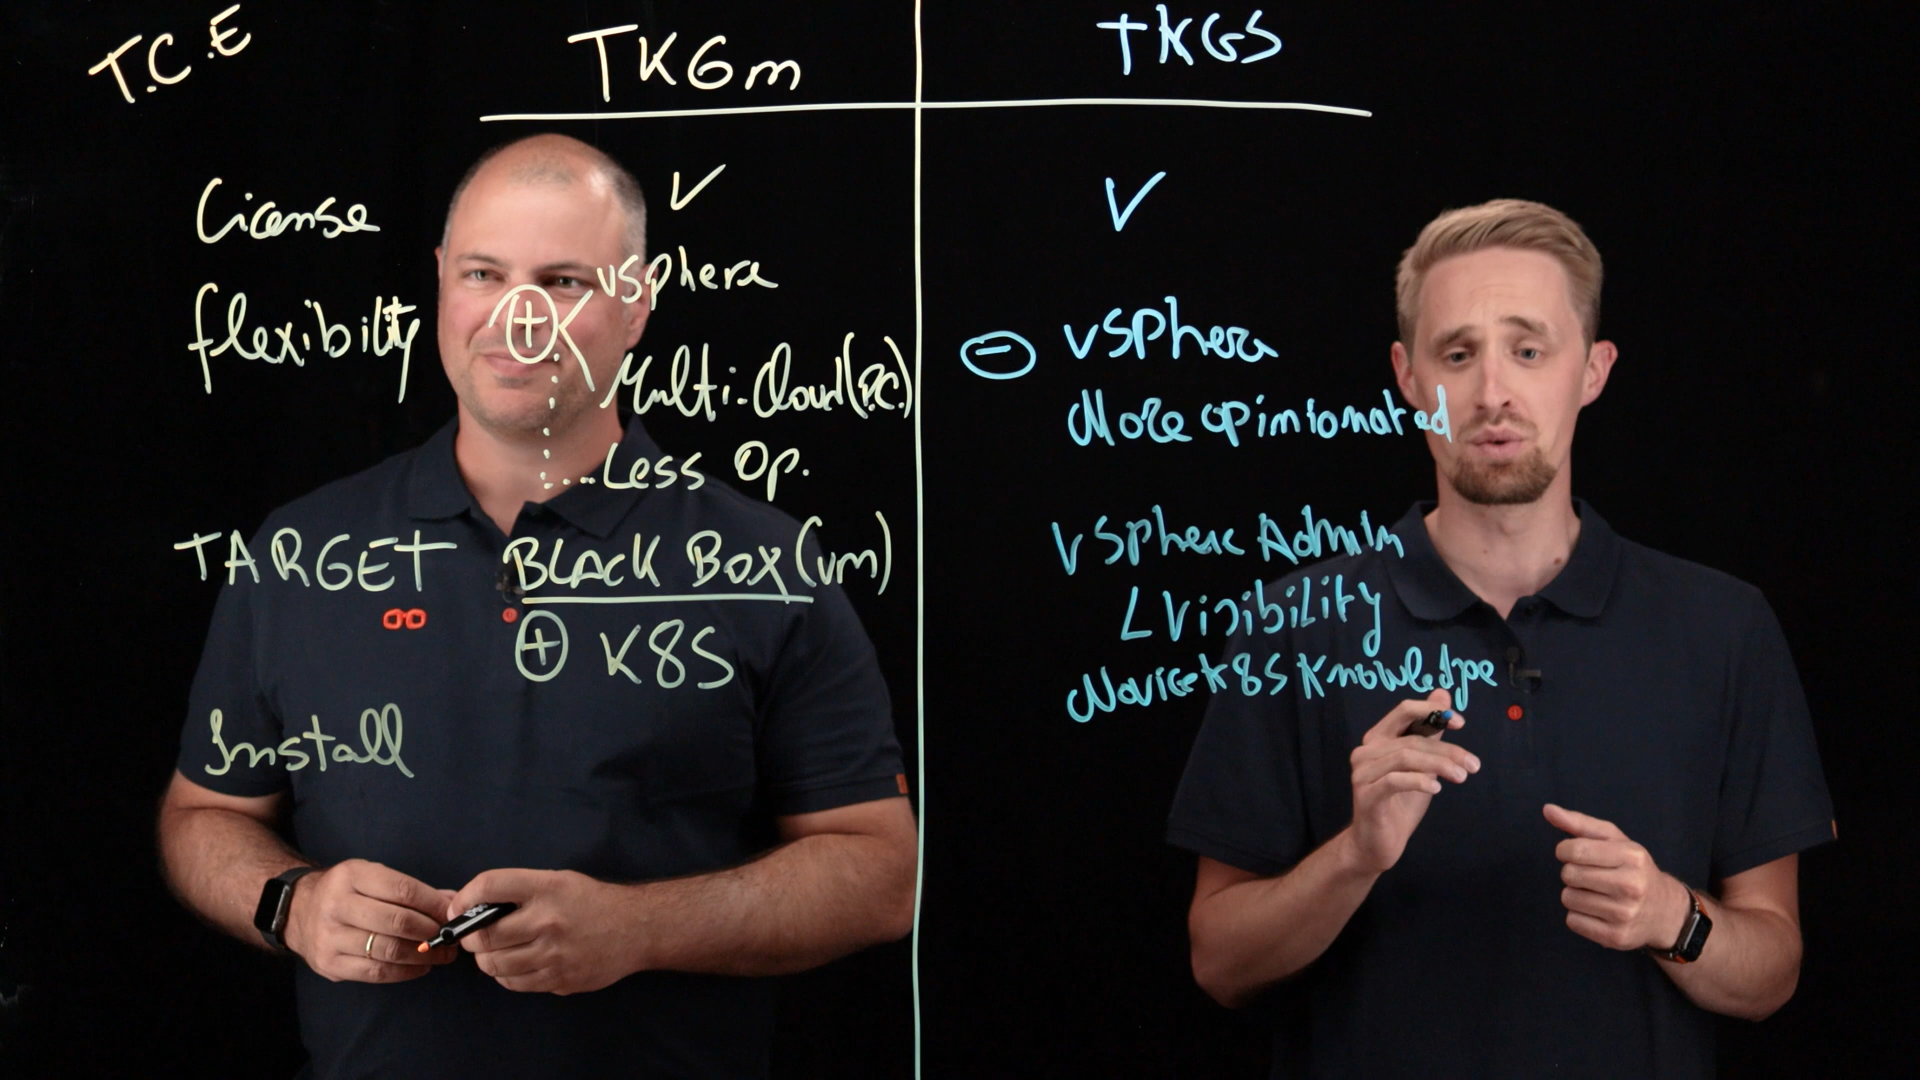 T.C.E
TKGm
TKGS
License
flexibility
vSphere
Multi-Cloud (P.C.)
Less Op.
TARGET
BLACK BOX (vm)
K8S
Install
vSphere
More opinionated
vSphere Admin
Visibility
Novice K8S Knowledge